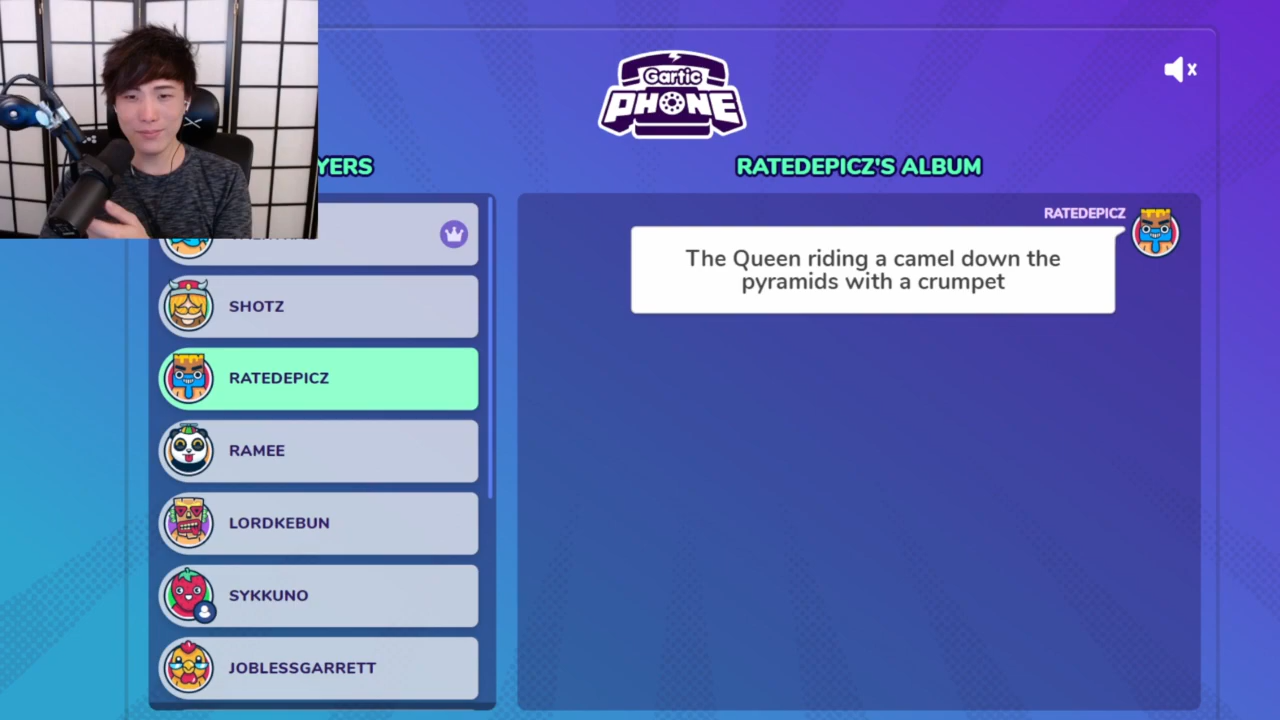 Gartic
PHONE
YERS
RATEDEPICZ'S ALBUM
SHOTZ
RATEDEPICZ
RAMEE
LORDKEBUN
SYKKUNO
JOBLESSGARRETT
RATEDEPICZ
The Queen riding a camel down the
pyramids with a crumpet